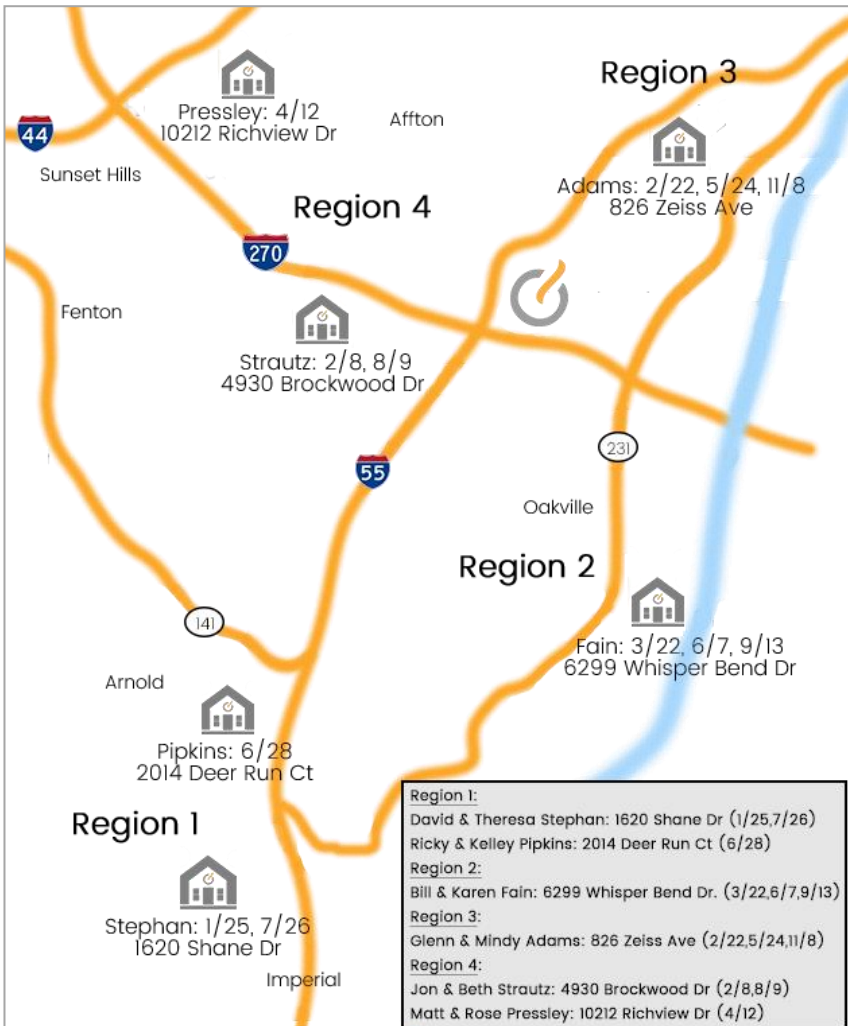 Region 3
Pressley: 4/12
10212 Richview Dr
Affton
44
Sunset Hills
Adams: 2/22, 5/24, 11/8
826 Zeiss Ave
Region 4
270
Fenton
Strautz: 2/8, 8/9
4930 Brockwood Dr
231
55
Oakville
Region 2
141
Fain: 3/22, 6/7, 9/13
6299 Whisper Bend Dr
Arnold
Pipkins: 6/28
2014 Deer Run Ct
Region 1
Stephan: 1/25, 7/26
1620 Shane Dr
Imperial
Region 1:
David & Theresa Stephan: 1620 Shane Dr (1/25,7/26)
Ricky & Kelley Pipkins: 2014 Deer Run Ct (6/28)
Region 2:
Bill & Karen Fain: 6299 Whisper Bend Dr. (3/22,6/7,9/13)
Region 3:
Glenn & Mindy Adams: 826 Zeiss Ave (2/22,5/24,11/8)
Region 4:
Jon & Beth Strautz: 4930 Brockwood Dr (2/8,8/9)
Matt & Rose Pressley: 10212 Richview Dr (4/12)